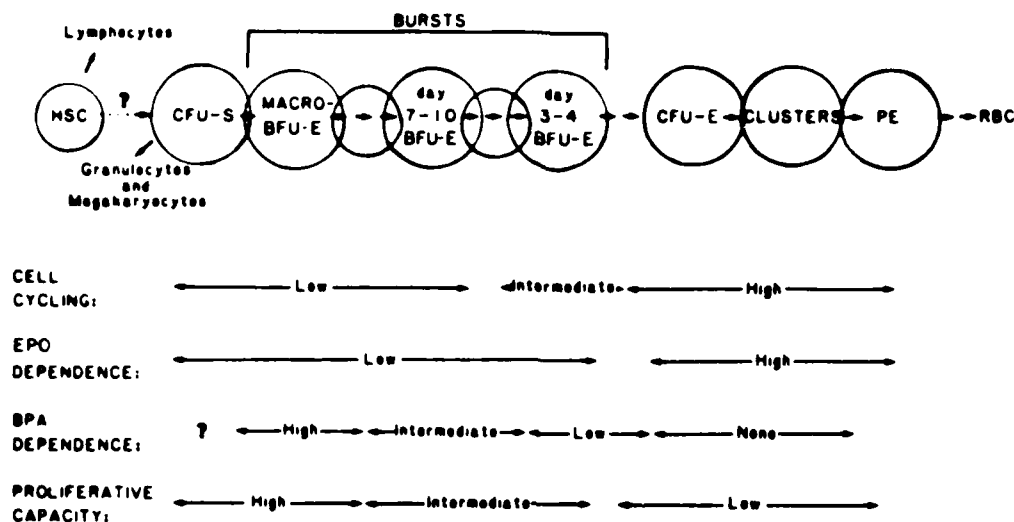 BURSTS
Lymphocytes
HSC
?
CFU-S
MACRO-
BFU-E
day
7-10
BFU-E
day
3-4
BFU-E
CFU-E
CLUSTERS
PE
RBC
Granulocytes
and
Megakaryocytes
CELL
CYCLING:
Low
Intermediate
High
EPO
DEPENDENCE:
Low
High
BPA
DEPENDENCE:
?
High
Intermediate
Low
None
PROLIFERATIVE
CAPACITY:
High
Intermediate
Low